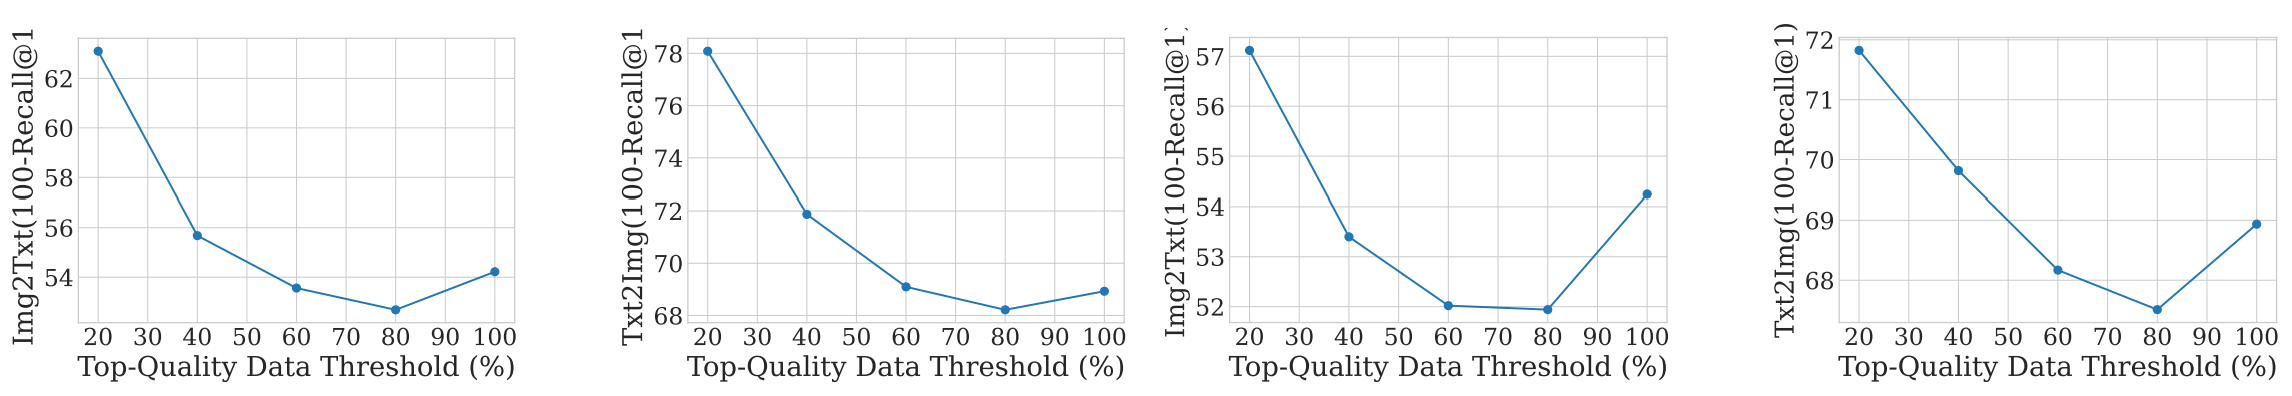 Img2Txt(100-Recall@1
62
60
58
56
54
20 30 40 50 60 70 80 90 100
Top-Quality Data Threshold (%)
Txt2Img(100-Recall@1
78
76
74
72
70
68
20 30 40 50 60 70 80 90 100
Top-Quality Data Threshold (%)
Img2Txt(100-Recall@1)
57
56
55
54
53
52
20 30 40 50 60 70 80 90 100
Top-Quality Data Threshold (%)
Txt2Img(100-Recall@1)
72
71
70
69
68
20 30 40 50 60 70 80 90 100
Top-Quality Data Threshold (%)